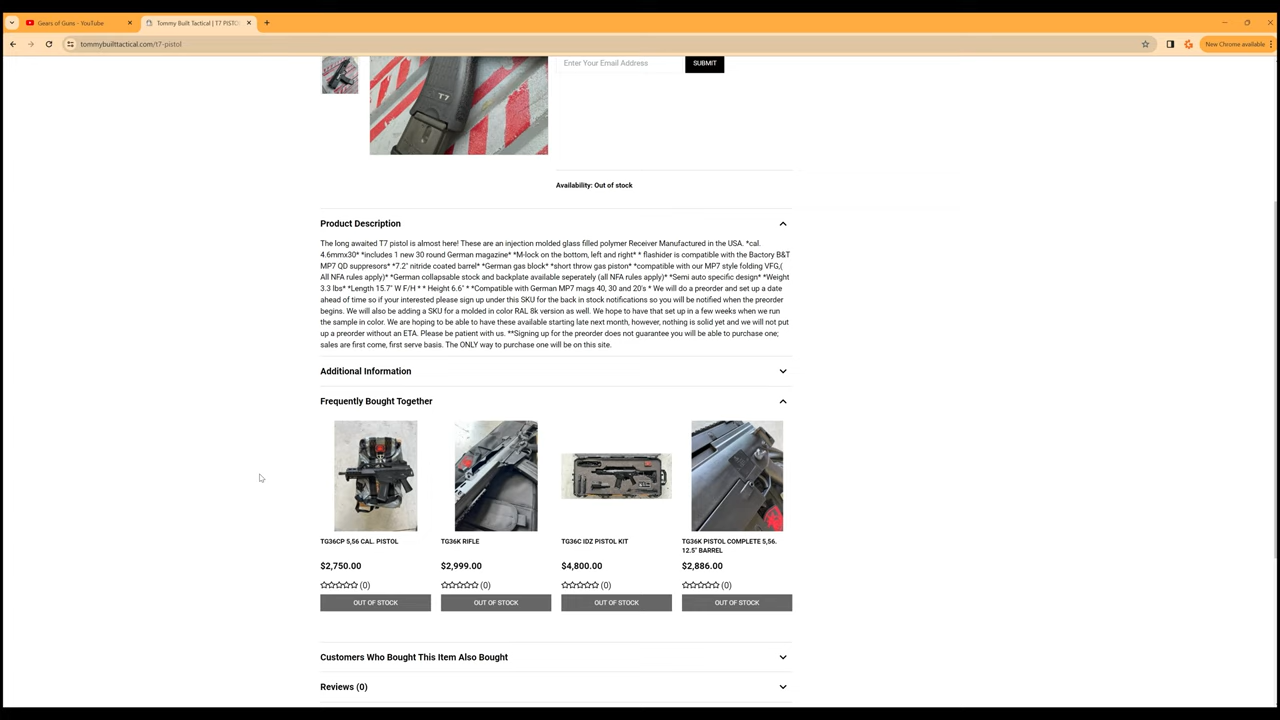 Gears of Guns - YouTube
Tommy Built Tactical | T7 PISTO
tommybuilttactical.com/t7-pistol
New Chrome available
Enter Your Email Address
SUBMIT
T7
Availability: Out of stock
Product Description
The long awaited T7 pistol is almost here! These are an injection molded glass filled polymer Receiver Manufactured in the USA. *cal.
4.6mmx30* *includes 1 new 30 round German magazine* *M-lock on the bottom, left and right* * flashider is compatible with the Bactory B&T
MP7 QD suppresors* *7.2" nitride coated barrel* *German gas block* *short throw gas piston* *compatible with our MP7 style folding VFG,(
All NFA rules apply)* *German collapsable stock and backplate available seperately (all NFA rules apply)* *Semi auto specific design* *Weight
3.3 lbs* *Length 15.7" W F/H * * Height 6.6" * *Compatible with German MP7 mags 40, 30 and 20's * We will do a preorder and set up a date
ahead of time so if your interested please sign up under this SKU for the back in stock notifications so you will be notified when the preorder
begins. We will also be adding a SKU for a molded in color RAL 8k version as well. We hope to have that set up in a few weeks when we run
the sample in color. We are hoping to be able to have these available starting late next month, however, nothing is solid yet and we will not put
up a preorder without an ETA. Please be patient with us. **Signing up for the preorder does not guarantee you will be able to purchase one;
sales are first come, first serve basis. The ONLY way to purchase one will be on this site.
Additional Information
Frequently Bought Together
TG36CP 5,56 CAL. PISTOL
TG36K RIFLE
TG36C IDZ PISTOL KIT
TG36K PISTOL COMPLETE 5,56.
12.5" BARREL
$2,750.00
$2,999.00
$4,800.00
$2,886.00
(0)
(0)
(0)
(0)
OUT OF STOCK
OUT OF STOCK
OUT OF STOCK
OUT OF STOCK
Customers Who Bought This Item Also Bought
Reviews (0)